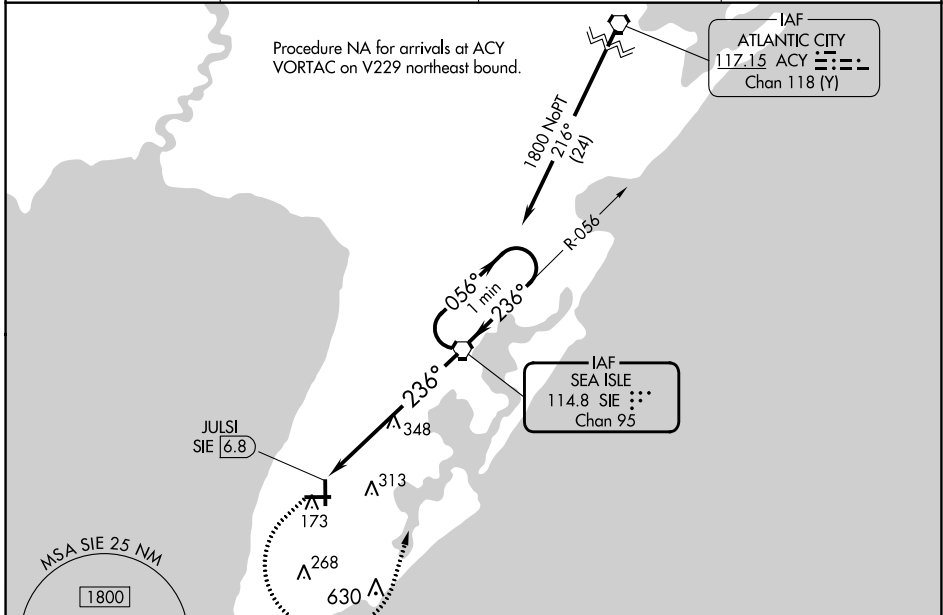 Procedure NA for arrivals at ACY
VORTAC on V229 northeast bound.
IAF
ATLANTIC CITY
117.15 ACY
Chan 118 (Y)
1800 NoPT
216°
(24)
R-056
056°
1 min
236°
IAF
SEA ISLE
114.8 SIE
Chan 95
236°
348
JULSI
SIE 6.8
313
173
268
630
MSA SIE 25 NM
1800